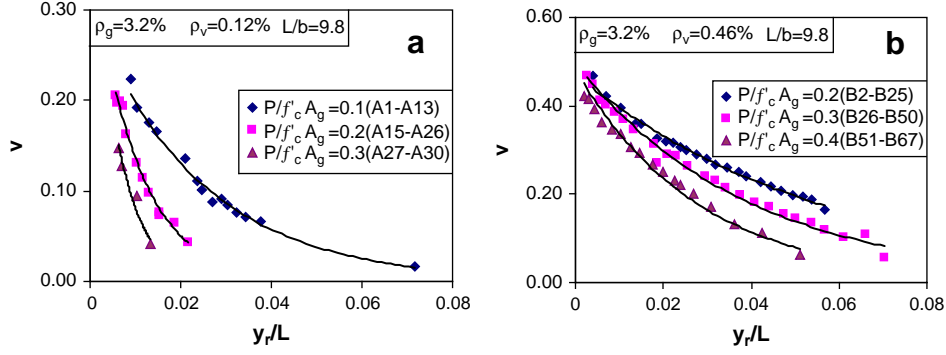 ρg=3.2% ρv=0.12% L/b=9.8
a
P/f'c Ag=0.1(A1-A13)
P/f'c Ag=0.2(A15-A26)
P/f'c Ag=0.3(A27-A30)
v
0.30
0.20
0.10
0.00
0 0.02 0.04 0.06 0.08
yr/L
ρg=3.2% ρv=0.46% L/b=9.8
b
P/f'c Ag=0.2(B2-B25)
P/f'c Ag=0.3(B26-B50)
P/f'c Ag=0.4(B51-B67)
v
0.60
0.40
0.20
0.00
0 0.02 0.04 0.06 0.08
yr/L